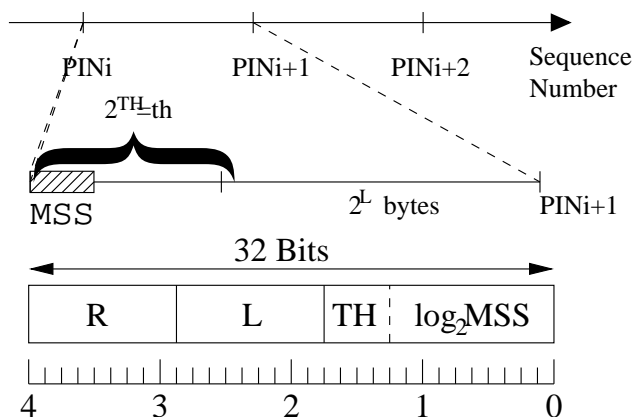 PINi PINi+1 PINi+2 Sequence
Number
2^TH=th
MSS 2^L bytes PINi+1
32 Bits
R L TH log₂MSS
4 3 2 1 0